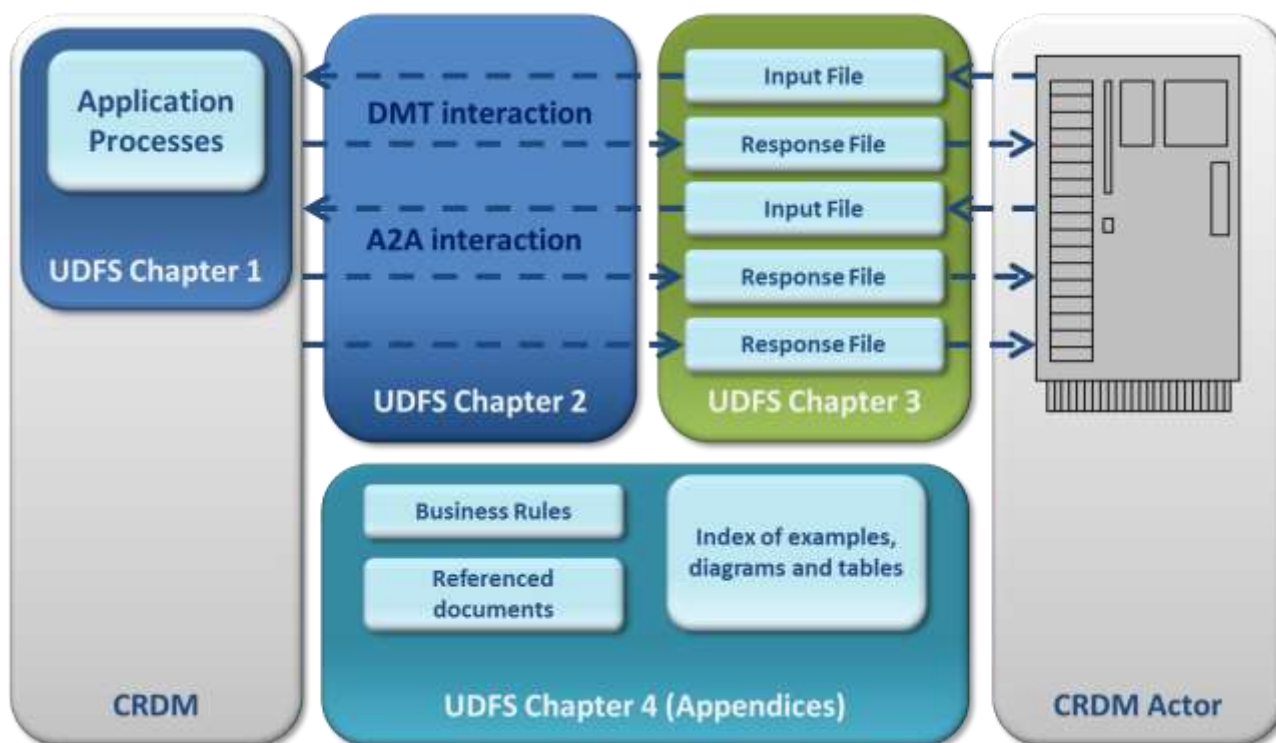 Application
Processes
UDFS Chapter 1
CRDM
DMT interaction
A2A interaction
UDFS Chapter 2
Input File
Response File
Input File
Response File
Response File
UDFS Chapter 3
Business Rules
Referenced
documents
Index of examples,
diagrams and tables
UDFS Chapter 4 (Appendices)
CRDM Actor